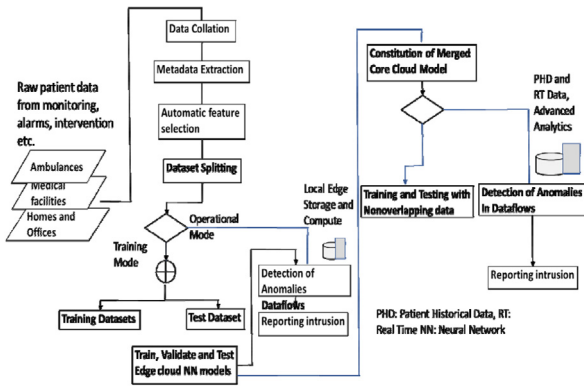 Data Collation
Metadata Extraction
Automatic feature
selection
Dataset Splitting
Raw patient data
from monitoring,
alarms, intervention
etc.
Ambulances
Medical
facilities
Homes and
Offices
Operational
Mode
Training
Mode
Training Datasets
Test Dataset
Train, Validate and Test
Edge cloud NN models
Local Edge
Storage and
Compute
Detection of
Anomalies
Dataflows
Reporting intrusion
Constitution of Merged
Core Cloud Model
Training and Testing with
Nonoverlapping data
PHD and
RT Data,
Advanced
Analytics
Detection of Anomalies
In Dataflows
Reporting intrusion
PHD: Patient Historical Data, RT:
Real Time NN: Neural Network